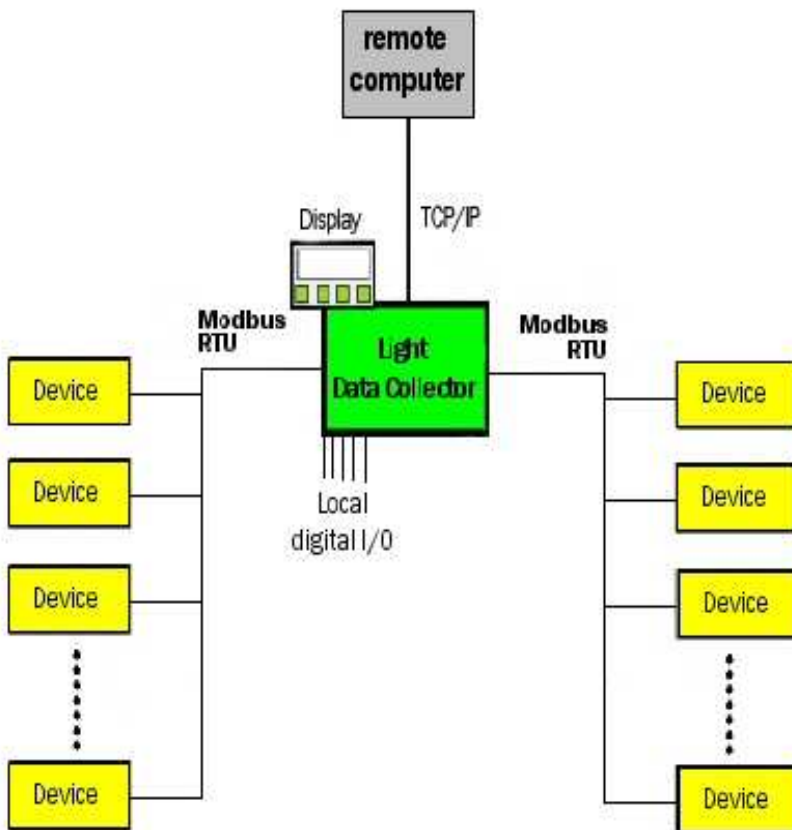 remote
computer
Display
TCP/IP
Modbus
RTU
Light
Data Collector
Modbus
RTU
Device
Device
Device
Device
Local
digital I/0
Device
Device
Device
Device